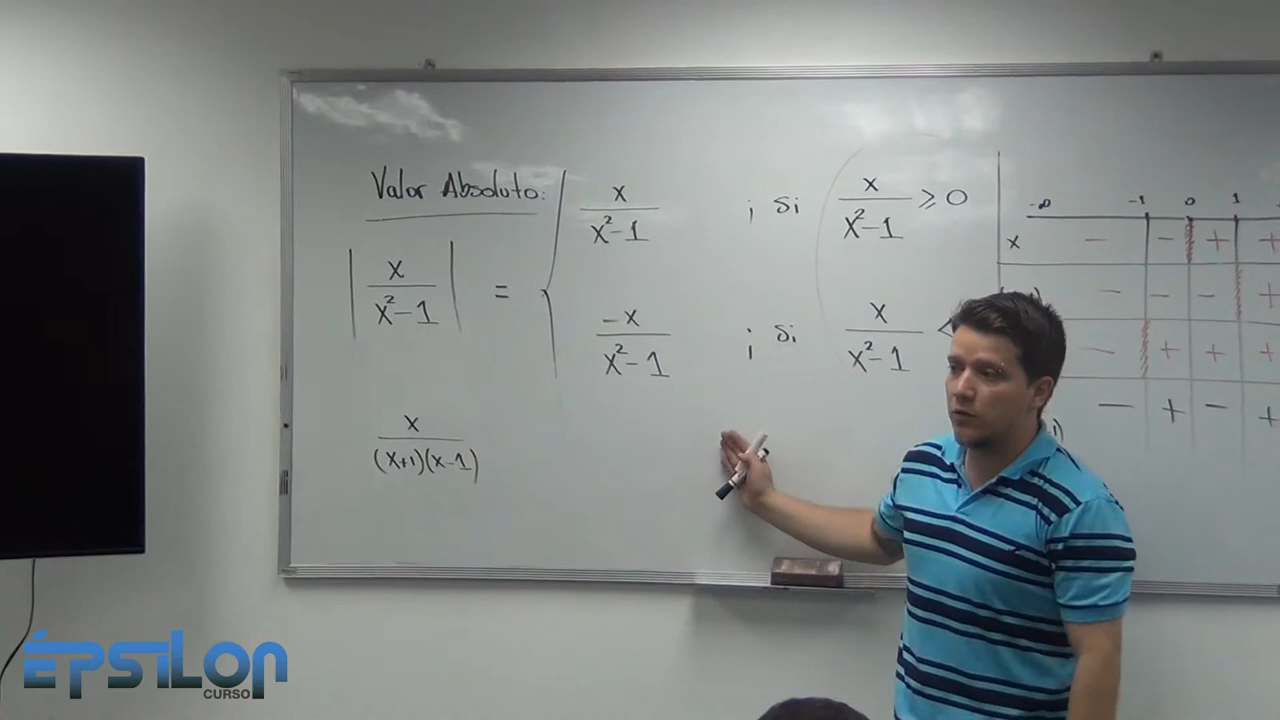 Valor Absoluto:
| x / x²-1 | = { x / x²-1 ; si x / x²-1 ≥ 0
-x / x²-1 ; si x / x²-1 <
x / (x+1)(x-1)
-∞ -1 0 1
x - - + +
- - - +
- + + +
- + - +
ÉPSILON
CURSO